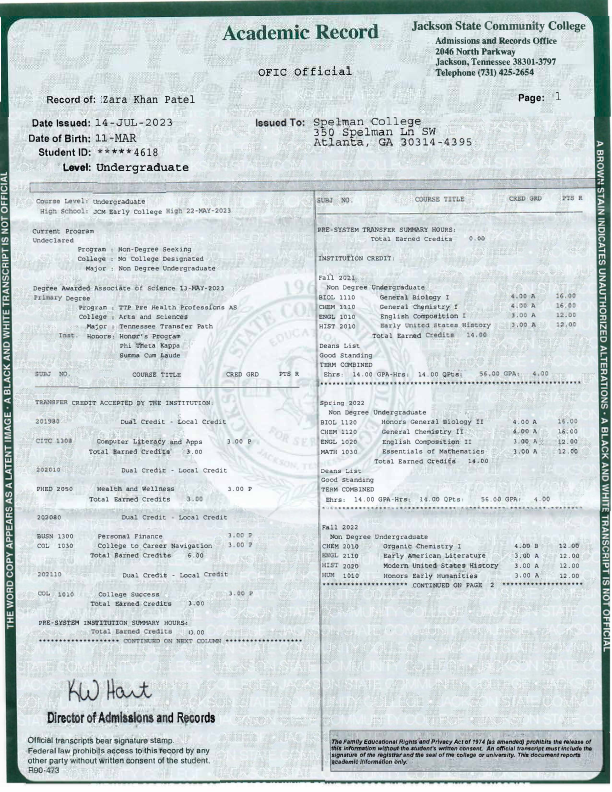 Academic Record
Jackson State Community College
Admissions and Records Office
2046 North Parkway
Jackson, Tennessee 38301-3797
Telephone (731) 425-2654
OFIC Official
Record of: Zara Khan Patel
Page: 1
Date Issued: 14-JUL-2023
Date of Birth: 11-MAR
Student ID: *****4618
Level: Undergraduate
Issued To: Spelman College
350 Spelman Ln SW
Atlanta, GA 30314-4395
Course Level: Undergraduate
High School: JCM Early College High 22-MAY-2023
Current Program
Undeclared
Program : Non-Degree Seeking
College : No College Designated
Major : Non Degree Undergraduate
Degree Awarded Associate of Science 13-MAY-2023
Primary Degree
Program : TTP Pre Health Professions AS
College : Arts and Sciences
Major : Tennessee Transfer Path
Inst. Honors: Honor's Program
Phi Theta Kappa
Summa Cum Laude
SUBJ NO. COURSE TITLE CRED GRD PTS R
TRANSFER CREDIT ACCEPTED BY THE INSTITUTION:
201980 Dual Credit - Local Credit
CITC 1308 Computer Literacy and Apps 3.00 P
Total Earned Credits 3.00
202010 Dual Credit - Local Credit
PHED 2050 Health and Wellness 3.00 P
Total Earned Credits 3.00
202080 Dual Credit - Local Credit
BUSN 1300 Personal Finance 3.00 P
COL 1030 College to Career Navigation 3.00 P
Total Earned Credits 6.00
202110 Dual Credit - Local Credit
COL 1010 College Success 3.00 P
Total Earned Credits 3.00
PRE-SYSTEM INSTITUTION SUMMARY HOURS:
Total Earned Credits 0.00
******************** CONTINUED ON NEXT COLUMN ********************
SUBJ NO. COURSE TITLE CRED GRD PTS R
PRE-SYSTEM TRANSFER SUMMARY HOURS:
Total Earned Credits 0.00
INSTITUTION CREDIT:
Fall 2021
Non Degree Undergraduate
BIOL 1110 General Biology I 4.00 A 16.00
CHEM 1110 General Chemistry I 4.00 A 16.00
ENGL 1010 English Composition I 3.00 A 12.00
HIST 2010 Early United States History 3.00 A 12.00
Total Earned Credits 14.00
Deans List
Good Standing
TERM COMBINED
Ehrs: 14.00 GPA-Hrs: 14.00 QPts: 56.00 GPA: 4.00
Spring 2022
Non Degree Undergraduate
BIOL 1120 Honors General Biology II 4.00 A 16.00
CHEM 1120 General Chemistry II 4.00 A 16.00
ENGL 1020 English Composition II 3.00 A 12.00
MATH 1030 Essentials of Mathematics 3.00 A 12.00
Total Earned Credits 14.00
Deans List
Good Standing
TERM COMBINED
Ehrs: 14.00 GPA-Hrs: 14.00 QPts: 56.00 GPA: 4.00
Fall 2022
Non Degree Undergraduate
CHEM 2010 Organic Chemistry I 4.00 B 12.00
ENGL 2110 Early American Literature 3.00 A 12.00
HIST 2020 Modern United States History 3.00 A 12.00
HUM 1010 Honors Early Humanities 3.00 A 12.00
******************** CONTINUED ON PAGE 2 ********************
KW Hart
Director of Admissions and Records
Official transcripts bear signature stamp.
Federal law prohibits access to this record by any
other party without written consent of the student.
R90-473
The Family Educational Rights and Privacy Act of 1974 (as amended) prohibits the release of
this information without the student's written consent. An official transcript must include the
signature of the registrar and the seal of the college or university. This document reports
academic information only.
THE WORD COPY APPEARS AS A LATENT IMAGE • A BLACK AND WHITE TRANSCRIPT IS NOT OFFICIAL
A BROWN STAIN INDICATES UNAUTHORIZED ALTERATIONS • A BLACK AND WHITE TRANSCRIPT IS NOT OFFICIAL